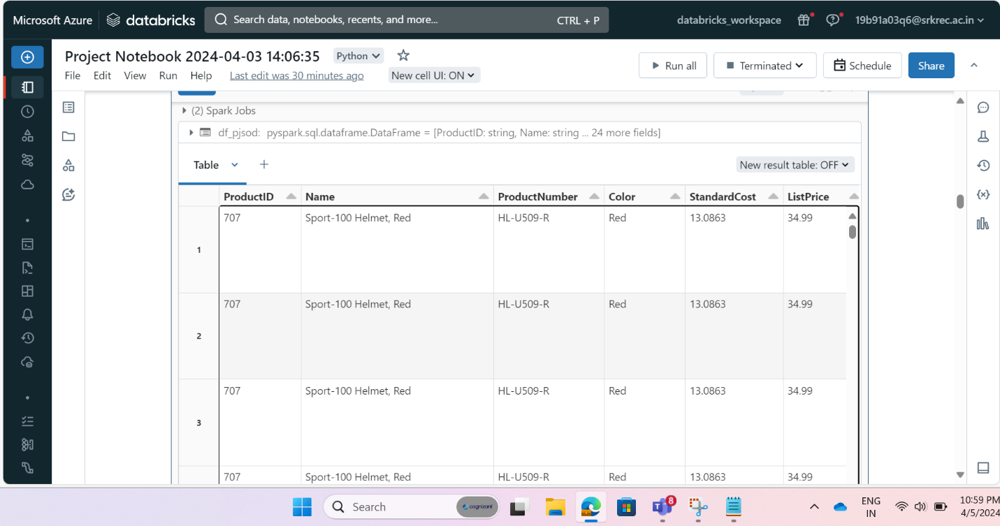 Microsoft Azure databricks Search data, notebooks, recents, and more... CTRL + P databricks_workspace 19b91a03q6@srkrec.ac.in
Project Notebook 2024-04-03 14:06:35 Python
File Edit View Run Help Last edit was 30 minutes ago New cell UI: ON Run all Terminated Schedule Share
(2) Spark Jobs
df_pjsod: pyspark.sql.dataframe.DataFrame = [ProductID: string, Name: string ... 24 more fields]
Table + New result table: OFF
ProductID Name ProductNumber Color StandardCost ListPrice
707 Sport-100 Helmet, Red HL-U509-R Red 13.0863 34.99
1
707 Sport-100 Helmet, Red HL-U509-R Red 13.0863 34.99
2
707 Sport-100 Helmet, Red HL-U509-R Red 13.0863 34.99
3
707 Sport-100 Helmet, Red HL-U509-R Red 13.0863 34.99
Search cognizant 8 ENG 10:59 PM
IN 4/5/2024